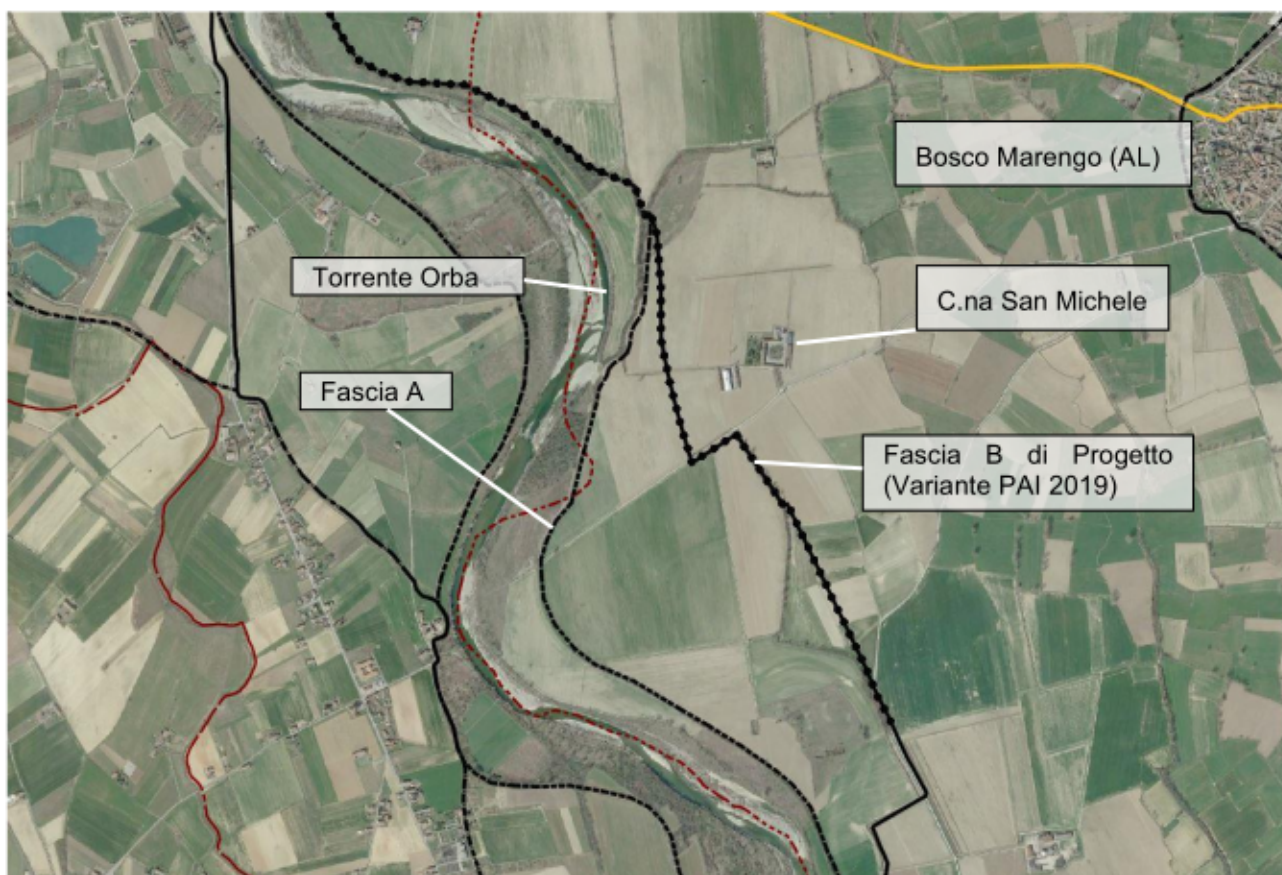 Bosco Marengo (AL)
Torrente Orba
C.na San Michele
Fascia A
Fascia B di Progetto
(Variante PAI 2019)